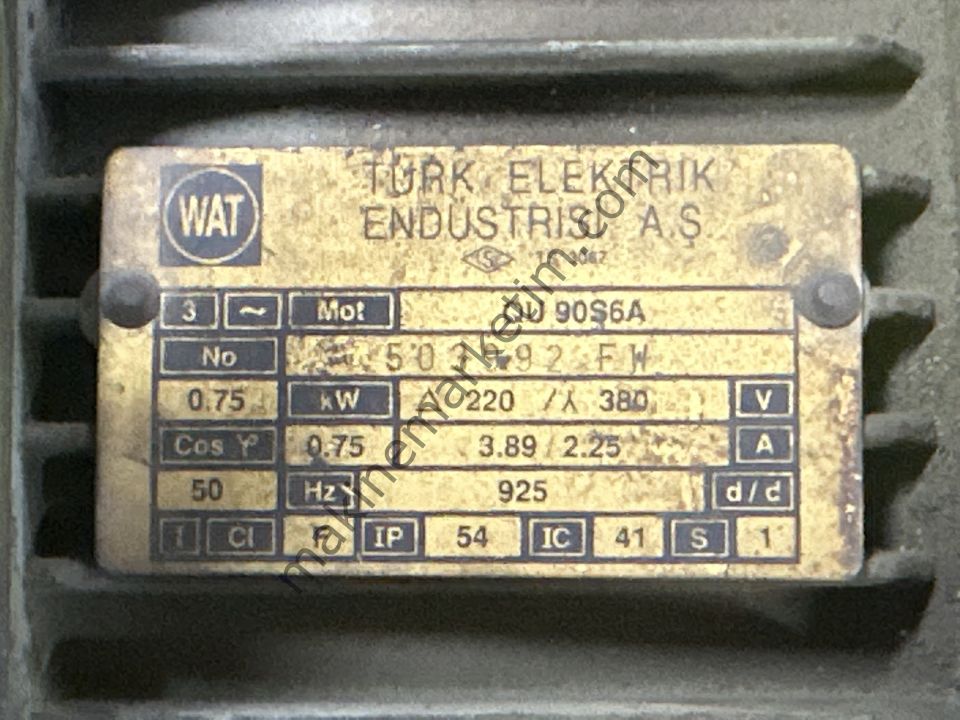 WAT
TÜRK ELEKTRİK
ENDÜSTRİSİ A.Ş
3 ~ Mot 90S6A
No FW
0.75 kW 220 /⅄ 380 V
Cos φ 0.75 3.89 / 2.25 A
50 Hz 925 d/d
I Cl F IP 54 IC 41 S 1
makinemarketim.com